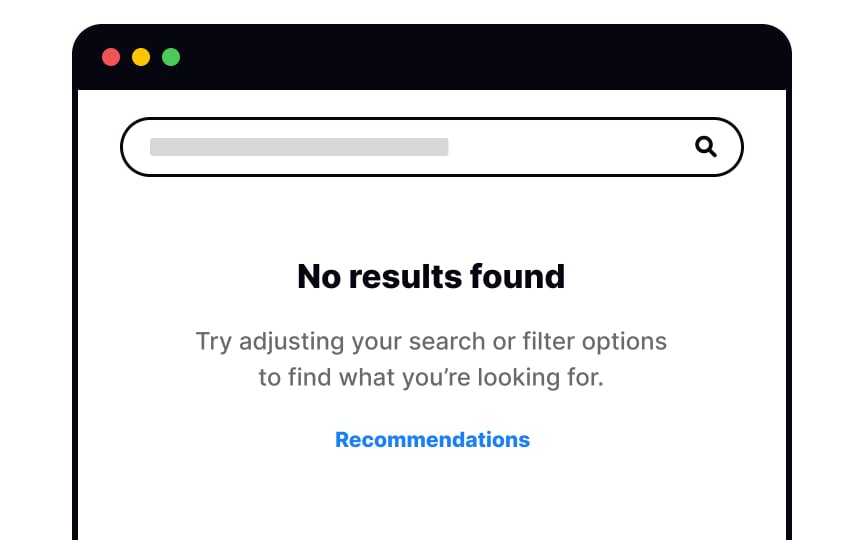 No results found
Try adjusting your search or filter options
to find what you’re looking for.
Recommendations